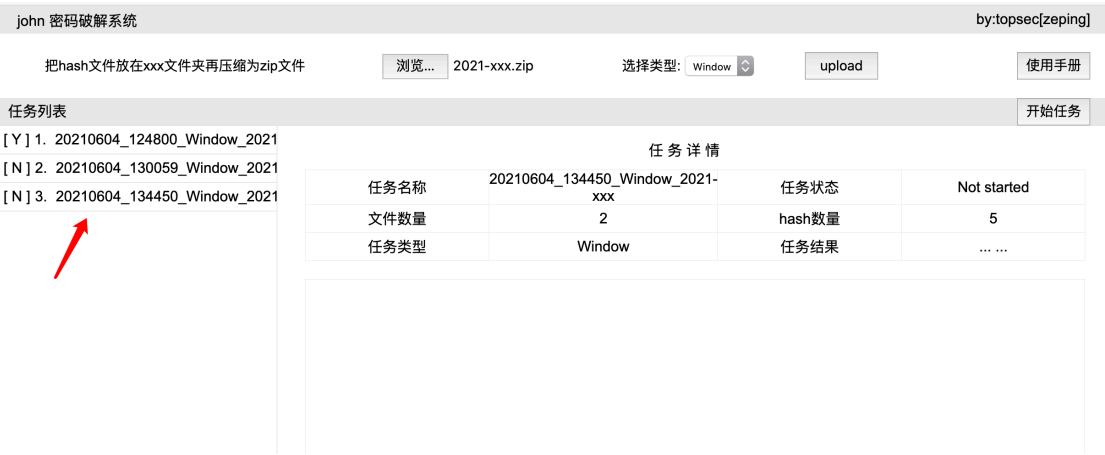 john 密码破解系统 by:topsec[zeping]
把hash文件放在xxx文件夹再压缩为zip文件 浏览... 2021-xxx.zip 选择类型: Window upload 使用手册
任务列表 开始任务
[ Y ] 1. 20210604_124800_Window_2021
[ N ] 2. 20210604_130059_Window_2021
[ N ] 3. 20210604_134450_Window_2021
任 务 详 情
任务名称 20210604_134450_Window_2021-xxx 任务状态 Not started
文件数量 2 hash数量 5
任务类型 Window 任务结果 ... ...